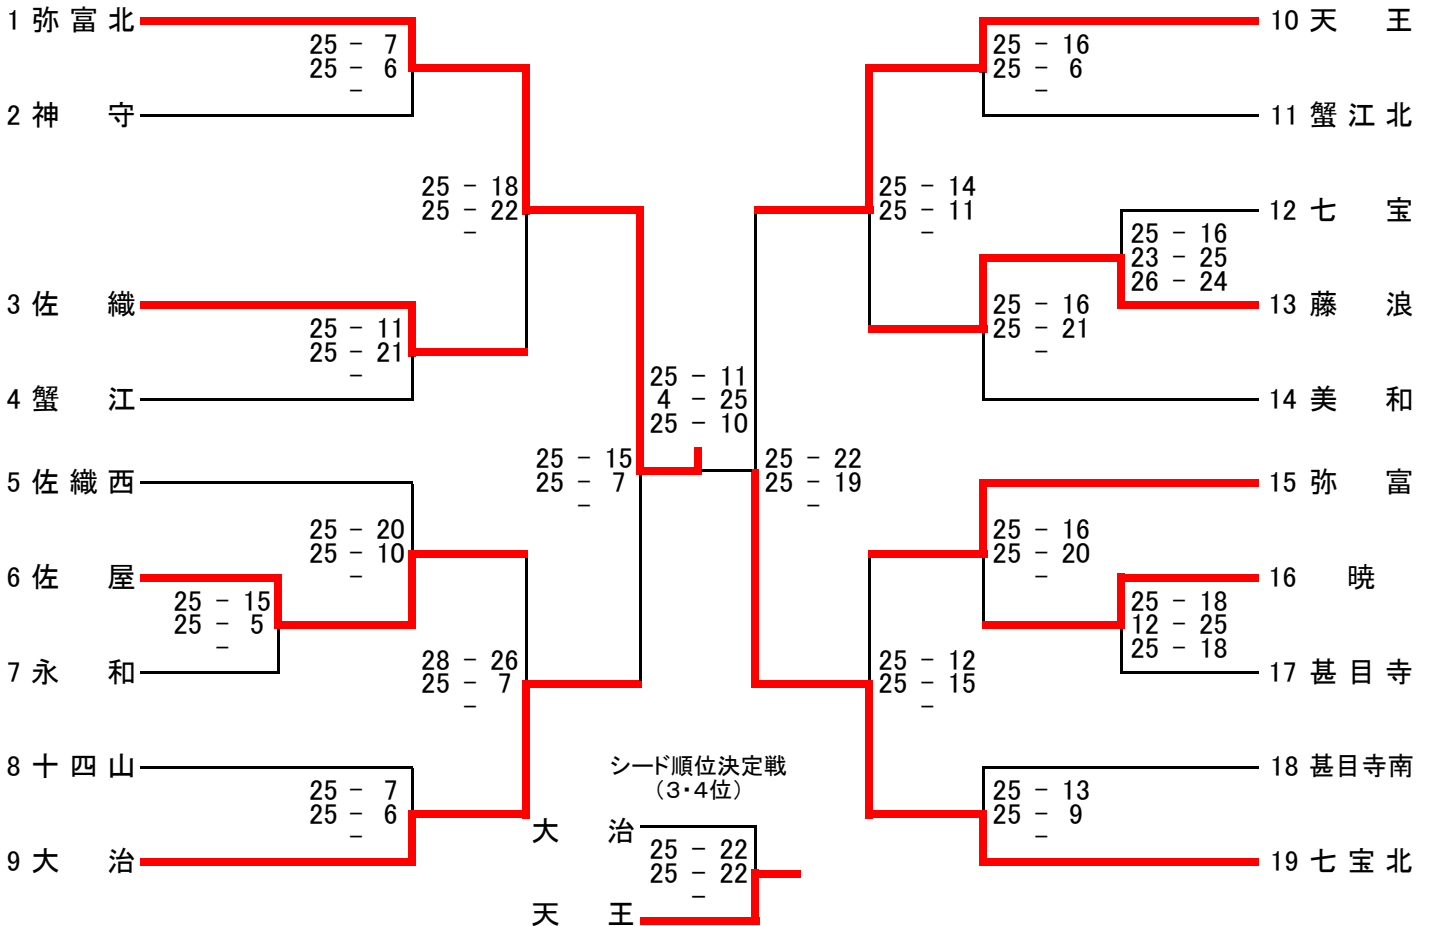 1 弥富北
25 - 7
25 - 6
-
2 神守
25 - 18
25 - 22
-
3 佐織
25 - 11
25 - 21
-
4 蟹江
5 佐織西
25 - 20
25 - 10
-
6 佐屋
25 - 15
25 - 5
-
7 永和
28 - 26
25 - 7
-
8 十四山
25 - 7
25 - 6
-
9 大治
25 - 15
25 - 7
-
25 - 11
4 - 25
25 - 10
25 - 22
25 - 19
-
10 天王
25 - 16
25 - 6
-
11 蟹江北
25 - 14
25 - 11
-
12 七宝
25 - 16
23 - 25
26 - 24
13 藤浪
25 - 16
25 - 21
-
14 美和
15 弥富
25 - 16
25 - 20
-
16 暁
25 - 18
12 - 25
25 - 18
17 甚目寺
25 - 12
25 - 15
-
18 甚目寺南
25 - 13
25 - 9
-
19 七宝北
シード順位決定戦
（3・4位）
大治
25 - 22
25 - 22
-
天王